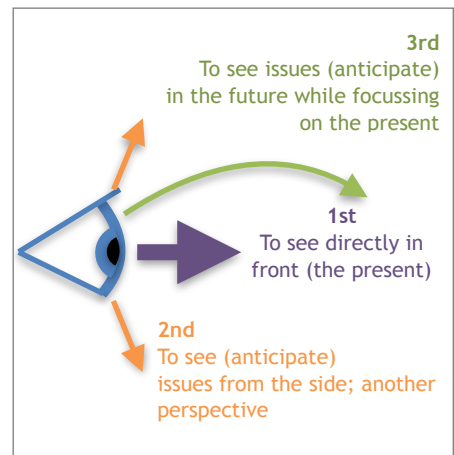 3rd
To see issues (anticipate)
in the future while focussing
on the present
1st
To see directly in
front (the present)
2nd
To see (anticipate)
issues from the side; another
perspective